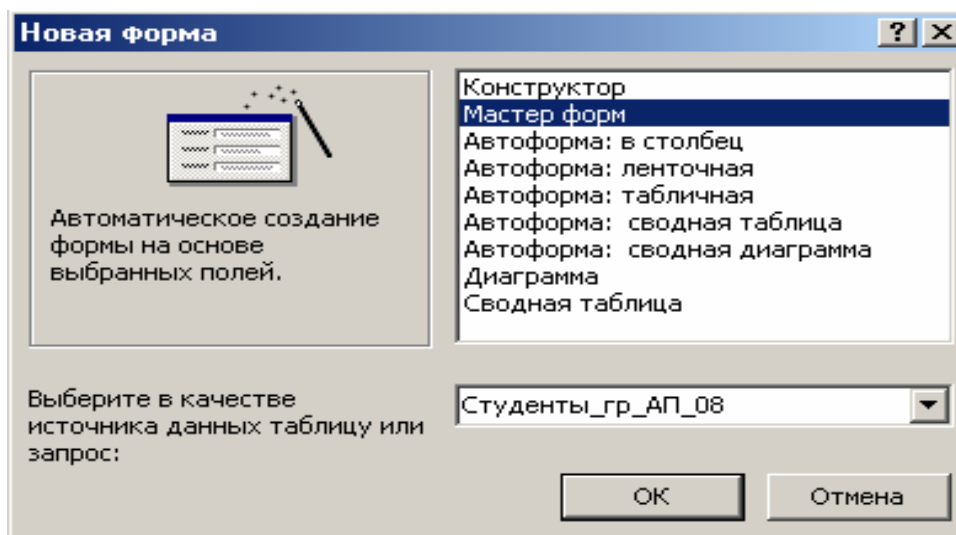 Новая форма
Конструктор
Мастер форм
Автоформа: в столбец
Автоформа: ленточная
Автоформа: табличная
Автоформа: сводная таблица
Автоформа: сводная диаграмма
Диаграмма
Сводная таблица
Автоматическое создание
формы на основе
выбранных полей.
Выберите в качестве
источника данных таблицу или
запрос:
Студенты_гр_АП_08
ОК
Отмена